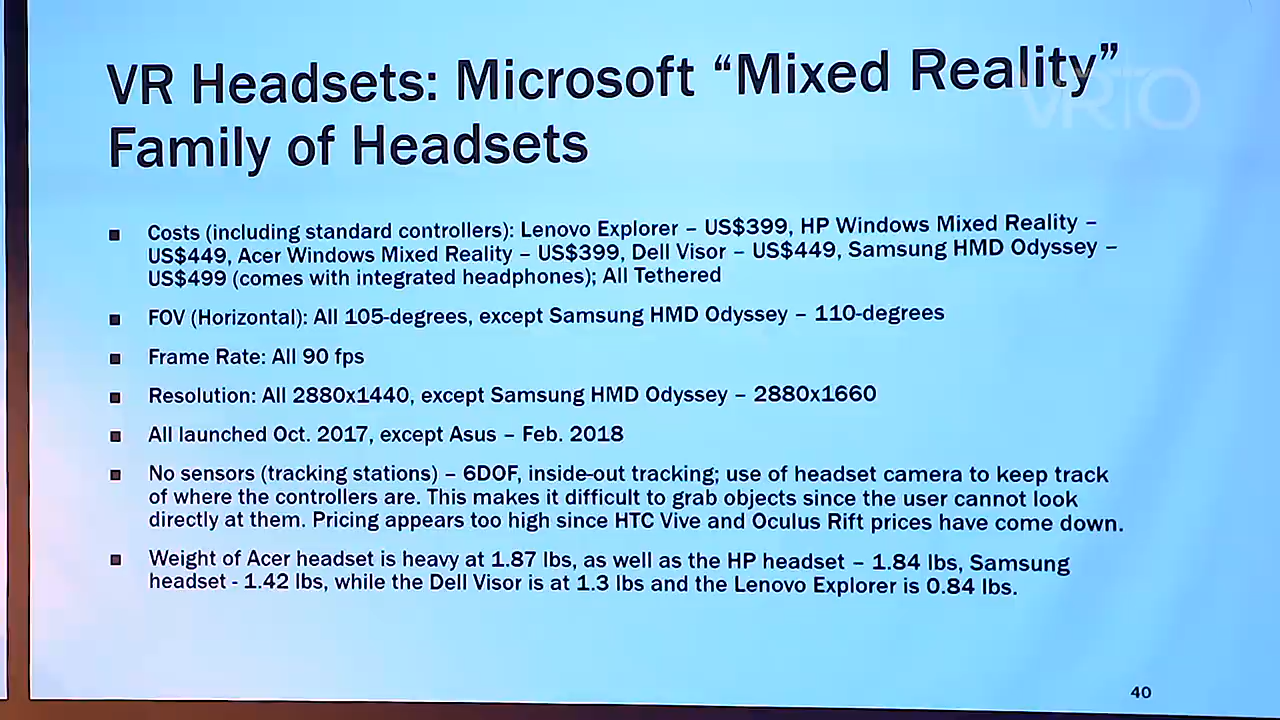 VR Headsets: Microsoft “Mixed Reality”
VRTO
Family of Headsets
■ Costs (including standard controllers): Lenovo Explorer – US$399, HP Windows Mixed Reality –
US$449, Acer Windows Mixed Reality – US$399, Dell Visor – US$449, Samsung HMD Odyssey –
US$499 (comes with integrated headphones); All Tethered
■ FOV (Horizontal): All 105-degrees, except Samsung HMD Odyssey – 110-degrees
■ Frame Rate: All 90 fps
■ Resolution: All 2880x1440, except Samsung HMD Odyssey – 2880x1660
■ All launched Oct. 2017, except Asus – Feb. 2018
■ No sensors (tracking stations) – 6DOF, inside-out tracking; use of headset camera to keep track
of where the controllers are. This makes it difficult to grab objects since the user cannot look
directly at them. Pricing appears too high since HTC Vive and Oculus Rift prices have come down.
■ Weight of Acer headset is heavy at 1.87 lbs, as well as the HP headset – 1.84 lbs, Samsung
headset - 1.42 lbs, while the Dell Visor is at 1.3 lbs and the Lenovo Explorer is 0.84 lbs.
40